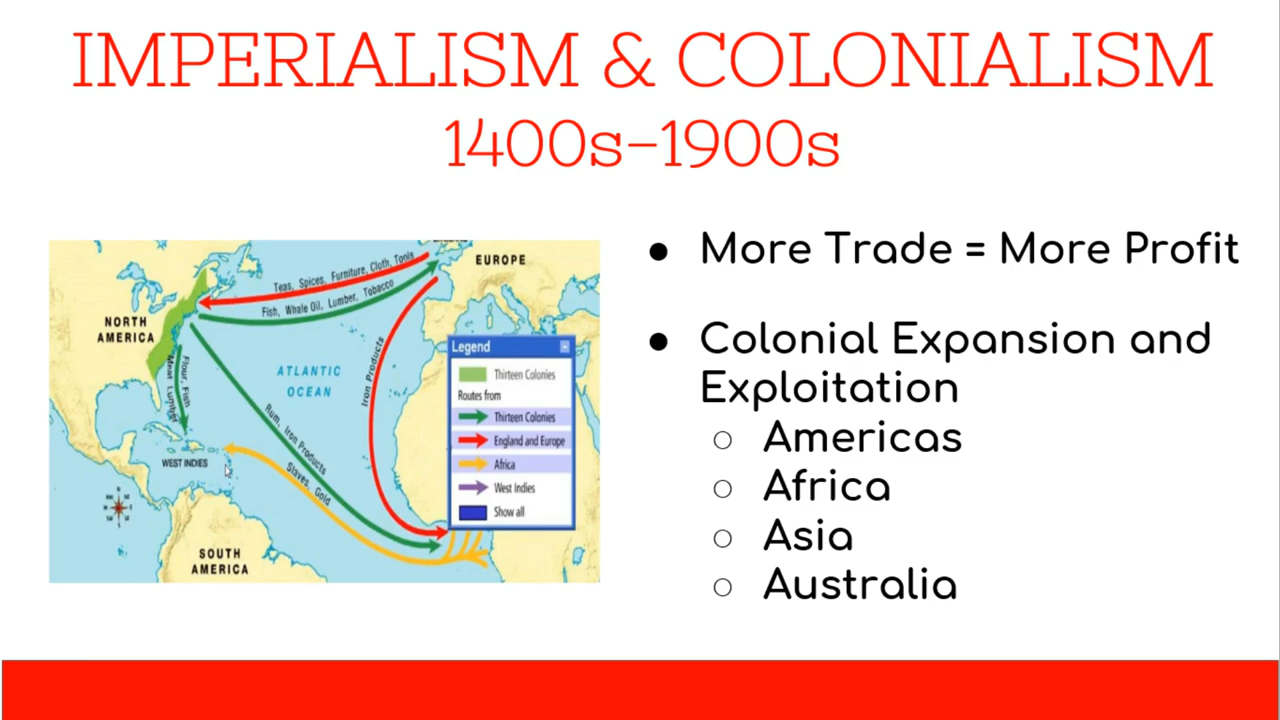 IMPERIALISM & COLONIALISM
1400s-1900s
EUROPE
Teas, Spices, Furniture, Cloth, Tools
Fish, Whale Oil, Lumber, Tobacco
NORTH
AMERICA
Flour, Fish
Meat, Lumber
ATLANTIC
OCEAN
Iron Products
Rum, Iron Products
Slaves, Gold
WEST INDIES
N
SOUTH
AMERICA
Legend
Thirteen Colonies
Routes from
Thirteen Colonies
England and Europe
Africa
West Indies
Show all
● More Trade = More Profit
● Colonial Expansion and
Exploitation
○ Americas
○ Africa
○ Asia
○ Australia